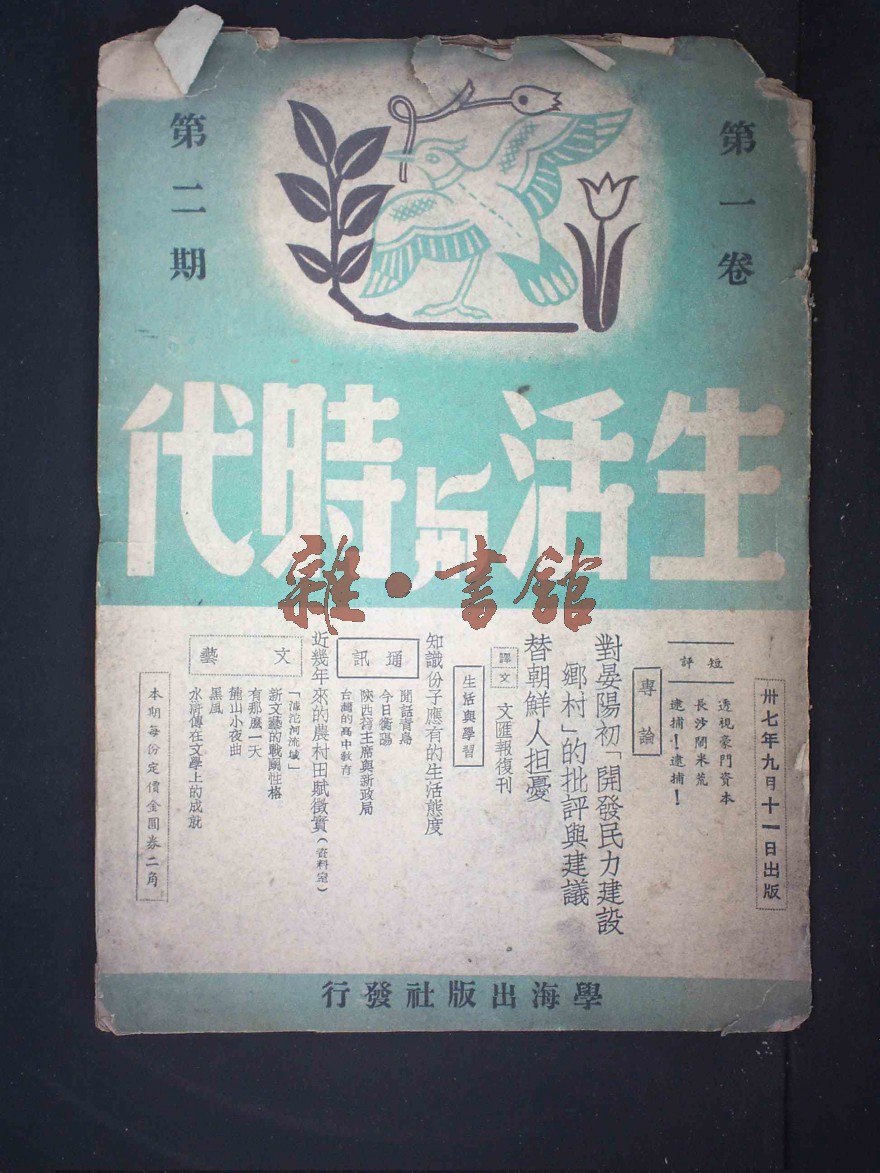 第一卷
第二期
生活與時代
雜·書館
卅七年九月十一日出版
短評
透視豪門資本
長沙鬧米荒
逮捕！逮捕！
專論
對晏陽初「開發民力建設
鄉村」的批評與建議
替朝鮮人担憂
譯文
文匯報復刊
生活與學習
知識份子應有的生活態度
通訊
閒話青島
今日衡陽
陝西蒋主席與新政局
台灣的高中敎育
近幾年來的農村田賦徵實（資料室）
文藝
「滹沱河流域」
新文藝的戰鬭性格
有那麼一天
龍山小夜曲
黑風
水滸傳在文學上的成就
本期每份定價金圓券二角
學海出版社發行